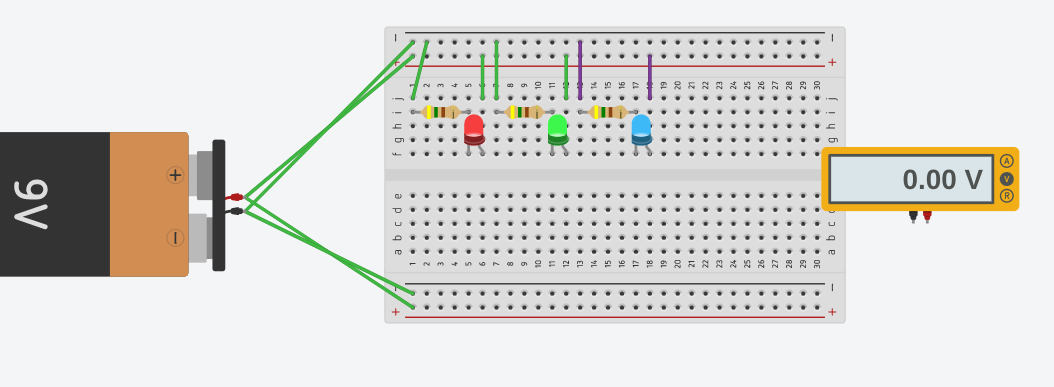 9V
+
−
− −
+ +
1 2 3 4 5 6 7 8 9 10 11 12 13 14 15 16 17 18 19 20 21 22 23 24 25 26 27 28 29 30
j j
i i
h h
g g
f
A
V
R
0.00 V
e
d
c c
b b
a a
1 2 3 4 5 6 7 8 9 10 11 12 13 14 15 16 17 18 19 20 21 22 23 24 25 26 27 28 29 30
− −
+ +